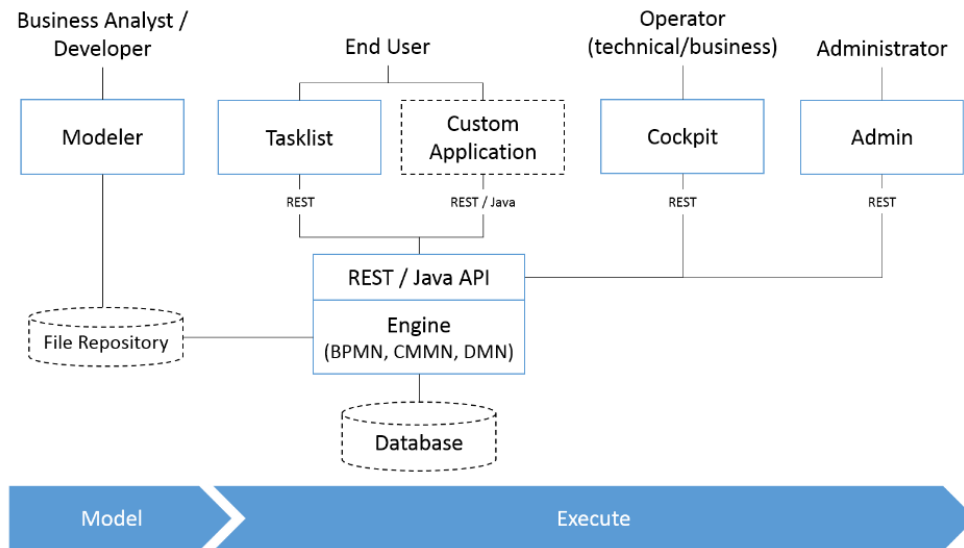 Business Analyst /
Developer
End User
Operator
(technical/business)
Administrator
Modeler
Tasklist
Custom
Application
Cockpit
Admin
REST
REST / Java
REST
REST
REST / Java API
Engine
(BPMN, CMMN, DMN)
File Repository
Database
Model
Execute